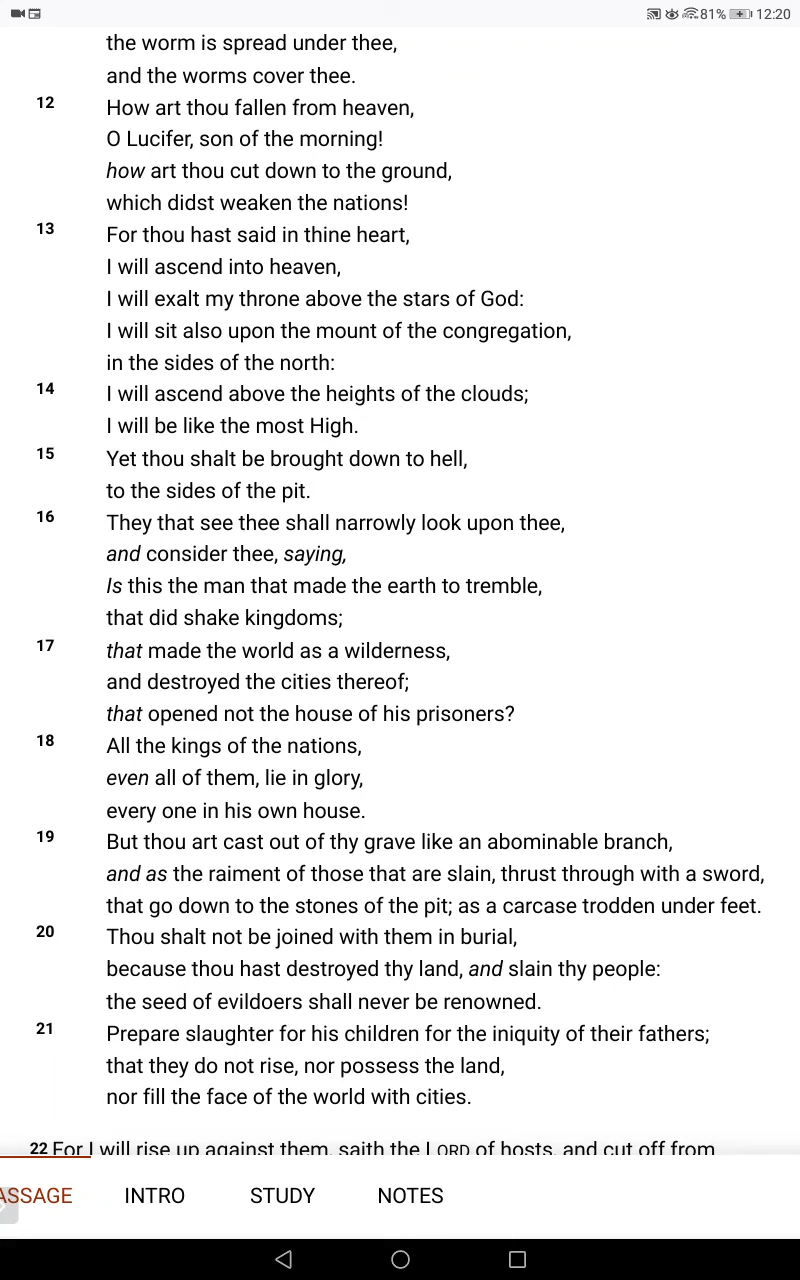 81% 12:20
the worm is spread under thee,
and the worms cover thee.
12 How art thou fallen from heaven,
O Lucifer, son of the morning!
how art thou cut down to the ground,
which didst weaken the nations!
13 For thou hast said in thine heart,
I will ascend into heaven,
I will exalt my throne above the stars of God:
I will sit also upon the mount of the congregation,
in the sides of the north:
14 I will ascend above the heights of the clouds;
I will be like the most High.
15 Yet thou shalt be brought down to hell,
to the sides of the pit.
16 They that see thee shall narrowly look upon thee,
and consider thee, saying,
Is this the man that made the earth to tremble,
that did shake kingdoms;
17 that made the world as a wilderness,
and destroyed the cities thereof;
that opened not the house of his prisoners?
18 All the kings of the nations,
even all of them, lie in glory,
every one in his own house.
19 But thou art cast out of thy grave like an abominable branch,
and as the raiment of those that are slain, thrust through with a sword,
that go down to the stones of the pit; as a carcase trodden under feet.
20 Thou shalt not be joined with them in burial,
because thou hast destroyed thy land, and slain thy people:
the seed of evildoers shall never be renowned.
21 Prepare slaughter for his children for the iniquity of their fathers;
that they do not rise, nor possess the land,
nor fill the face of the world with cities.
22 For I will rise up against them, saith the LORD of hosts, and cut off from
ASSAGE INTRO STUDY NOTES